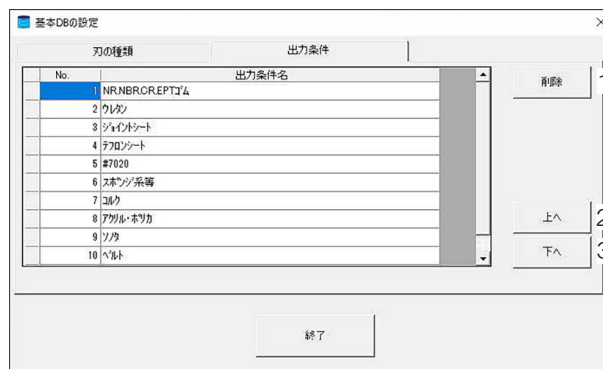 基本DBの設定
刃の種類 出力条件
No. 出力条件名
1 NR.NBR.CR.EPTｺﾞﾑ
2 ｳﾚﾀﾝ
3 ｼﾞｮｲﾝﾄｼｰﾄ
4 ﾃﾌﾛﾝｼｰﾄ
5 #7020
6 ｽﾎﾟﾝｼﾞ系等
7 ｺﾙｸ
8 ｱｸﾘﾙ・ﾎﾟﾘｶ
9 ｿﾉﾀ
10 ﾍﾞﾙﾄ
削除
上へ 2
下へ 3
終了